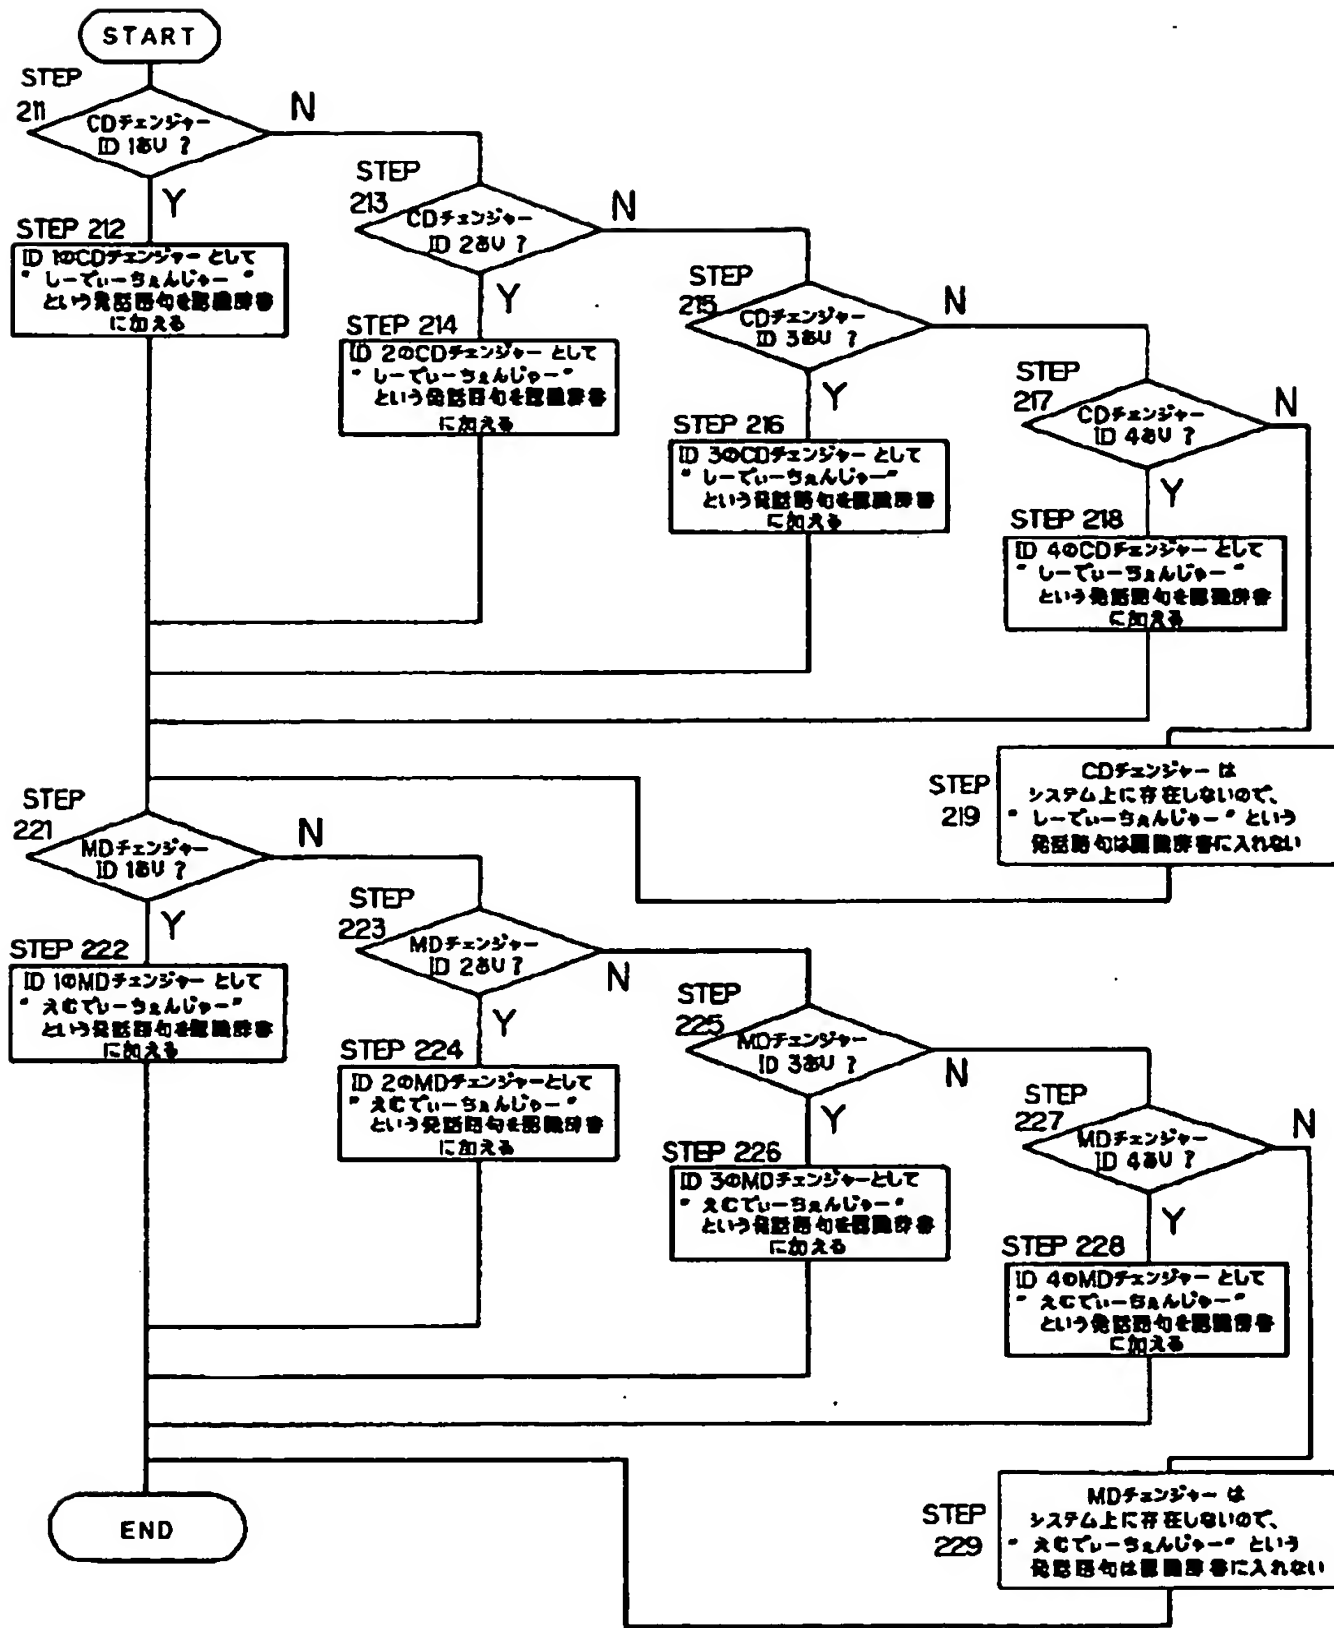 START
STEP
211
CDチェンジャー
ID 1あり ?
N
Y
STEP 212
ID 1のCDチェンジャー として
" しーでぃーちぇんじゃー "
という発話語句を認識辞書
に加える
STEP
213
CDチェンジャー
ID 2あり ?
N
Y
STEP 214
ID 2のCDチェンジャー として
" しーでぃーちぇんじゃー"
という発話語句を認識辞書
に加える
STEP
215
CDチェンジャー
ID 3あり ?
N
Y
STEP 216
ID 3のCDチェンジャー として
" しーでぃーちぇんじゃー"
という発話語句を認識辞書
に加える
STEP
217
CDチェンジャー
ID 4あり ?
N
Y
STEP 218
ID 4のCDチェンジャー として
" しーでぃーちぇんじゃー "
という発話語句を認識辞書
に加える
STEP
219
CDチェンジャー は
システム上に存在しないので、
" しーでぃーちぇんじゃー " という
発話語句は認識辞書に入れない
STEP
221
MDチェンジャー
ID 1あり ?
N
Y
STEP 222
ID 1のMDチェンジャー として
" えむでぃーちぇんじゃー"
という発話語句を認識辞書
に加える
STEP
223
MDチェンジャー
ID 2あり ?
N
Y
STEP 224
ID 2のMDチェンジャーとして
" えむでぃーちぇんじゃー"
という発話語句を認識辞書
に加える
STEP
225
MDチェンジャー
ID 3あり ?
N
Y
STEP 226
ID 3のMDチェンジャーとして
" えむでぃーちぇんじゃー"
という発話語句を認識辞書
に加える
STEP
227
MDチェンジャー
ID 4あり ?
N
Y
STEP 228
ID 4のMDチェンジャー として
" えむでぃーちぇんじゃー"
という発話語句を認識辞書
に加える
STEP
229
MDチェンジャー は
システム上に存在しないので、
" えむでぃーちぇんじゃー" という
発話語句は認識辞書に入れない
END